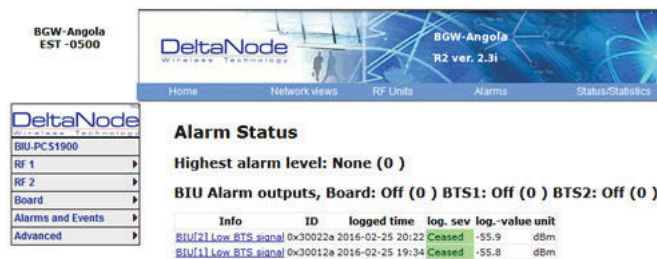 BGW-Angola
EST -0500
DeltaNode
Wireless Technology
BGW-Angola
R2 ver. 2.3i
Home Network views RF Units Alarms Status/Statistics
DeltaNode
Wireless Technology
BIU-PCS1900
RF 1
RF 2
Board
Alarms and Events
Advanced
Alarm Status
Highest alarm level: None (0 )
BIU Alarm outputs, Board: Off (0 ) BTS1: Off (0 ) BTS2: Off (0 )
Info ID logged time log. sev log.-value unit
BIU[2] Low BTS signal 0x30022a 2016-02-25 20:22 Ceased -55.9 dBm
BIU[1] Low BTS signal 0x30012a 2016-02-25 19:34 Ceased -55.8 dBm